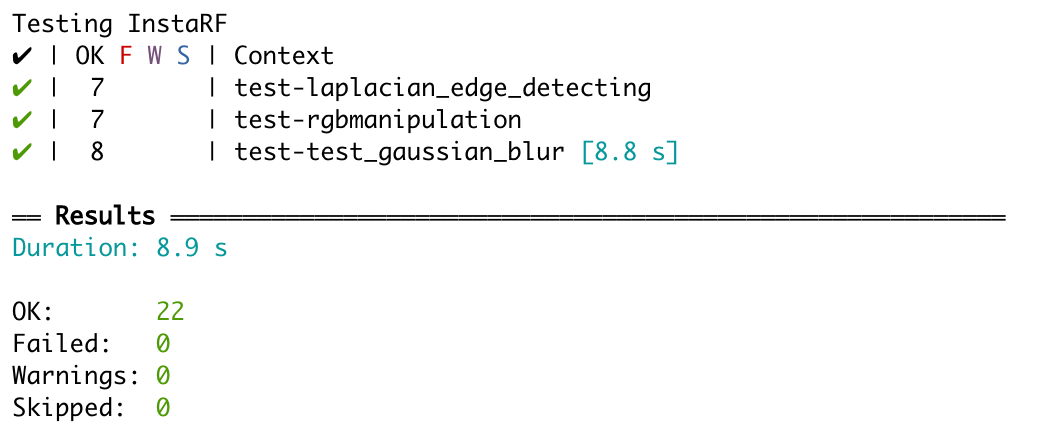 Testing InstaRF
✔ | OK F W S | Context
✔ |  7       | test-laplacian_edge_detecting
✔ |  7       | test-rgbmanipulation
✔ |  8       | test-test_gaussian_blur [8.8 s]
══ Results ══════════════════════════════════════════════════════════
Duration: 8.9 s
OK:       22
Failed:   0
Warnings: 0
Skipped:  0